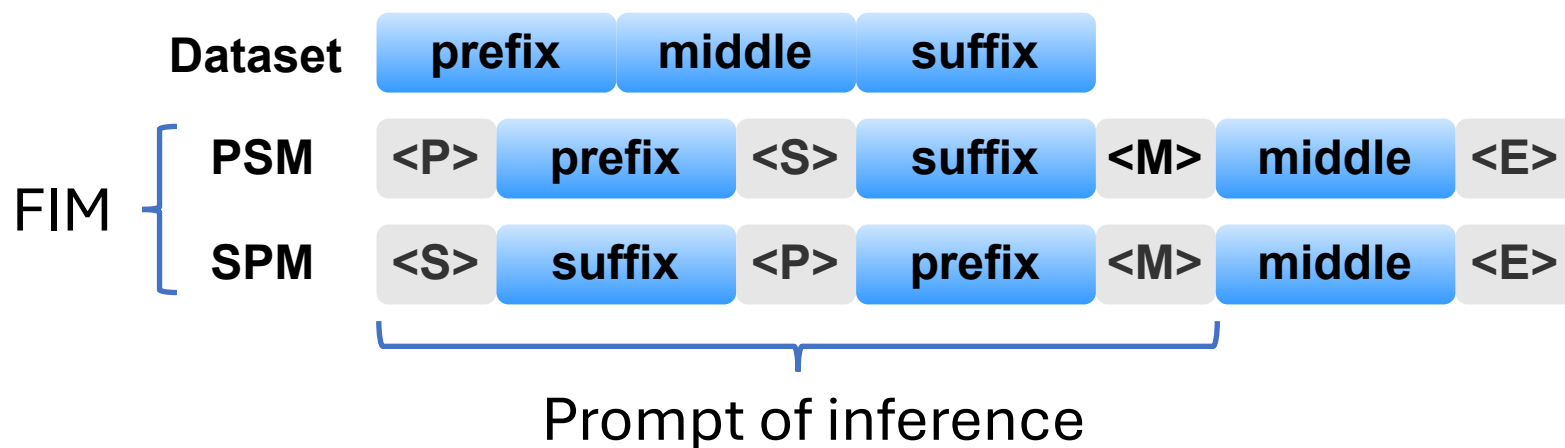 Dataset prefix middle suffix
PSM <P> prefix <S> suffix <M> middle <E>
FIM
SPM <S> suffix <P> prefix <M> middle <E>
Prompt of inference